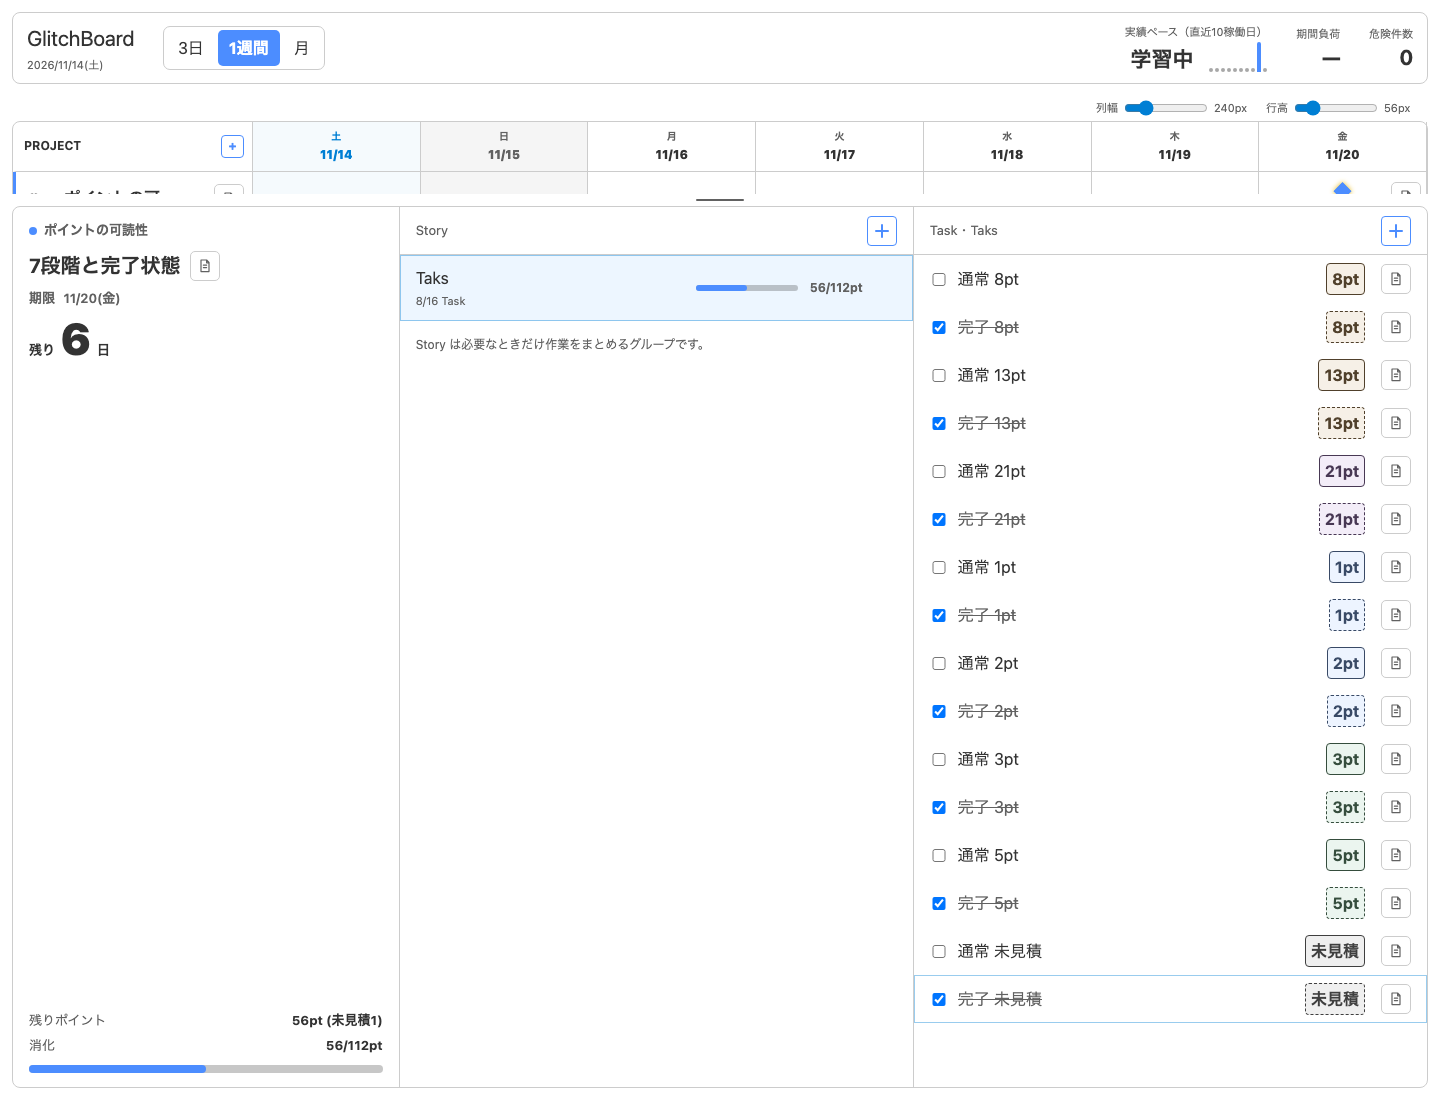 GlitchBoard
2026/11/14(土)
3日 1週間 月
実績ペース（直近10稼働日）
学習中
期間負荷
—
危険件数
0
列幅 240px 行高 56px
PROJECT +
土 11/14
日 11/15
月 11/16
火 11/17
水 11/18
木 11/19
金 11/20
ポイントの可
ポイントの可読性
7段階と完了状態
期限 11/20(金)
残り 6 日
残りポイント 56pt (未見積1)
消化 56/112pt
Story +
Taks
8/16 Task
56/112pt
Story は必要なときだけ作業をまとめるグループです。
Task・Taks +
通常 8pt 8pt
完了 8pt 8pt
通常 13pt 13pt
完了 13pt 13pt
通常 21pt 21pt
完了 21pt 21pt
通常 1pt 1pt
完了 1pt 1pt
通常 2pt 2pt
完了 2pt 2pt
通常 3pt 3pt
完了 3pt 3pt
通常 5pt 5pt
完了 5pt 5pt
通常 未見積 未見積
完了 未見積 未見積